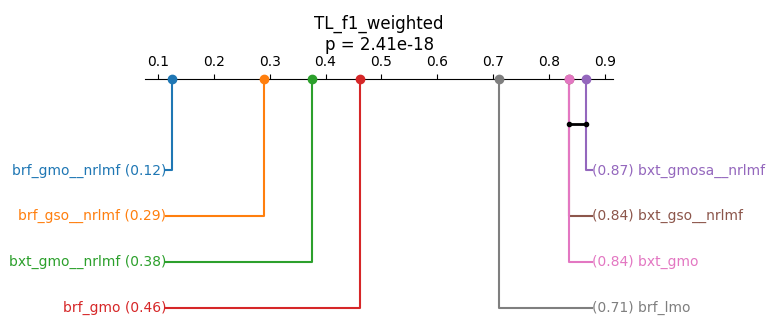 TL_f1_weighted
p = 2.41e-18
0.1 0.2 0.3 0.4 0.5 0.6 0.7 0.8 0.9
brf_gmo__nrlmf (0.12) (0.87) bxt_gmosa__nrlmf
brf_gso__nrlmf (0.29) (0.84) bxt_gso__nrlmf
bxt_gmo__nrlmf (0.38) (0.84) bxt_gmo
brf_gmo (0.46) (0.71) brf_lmo